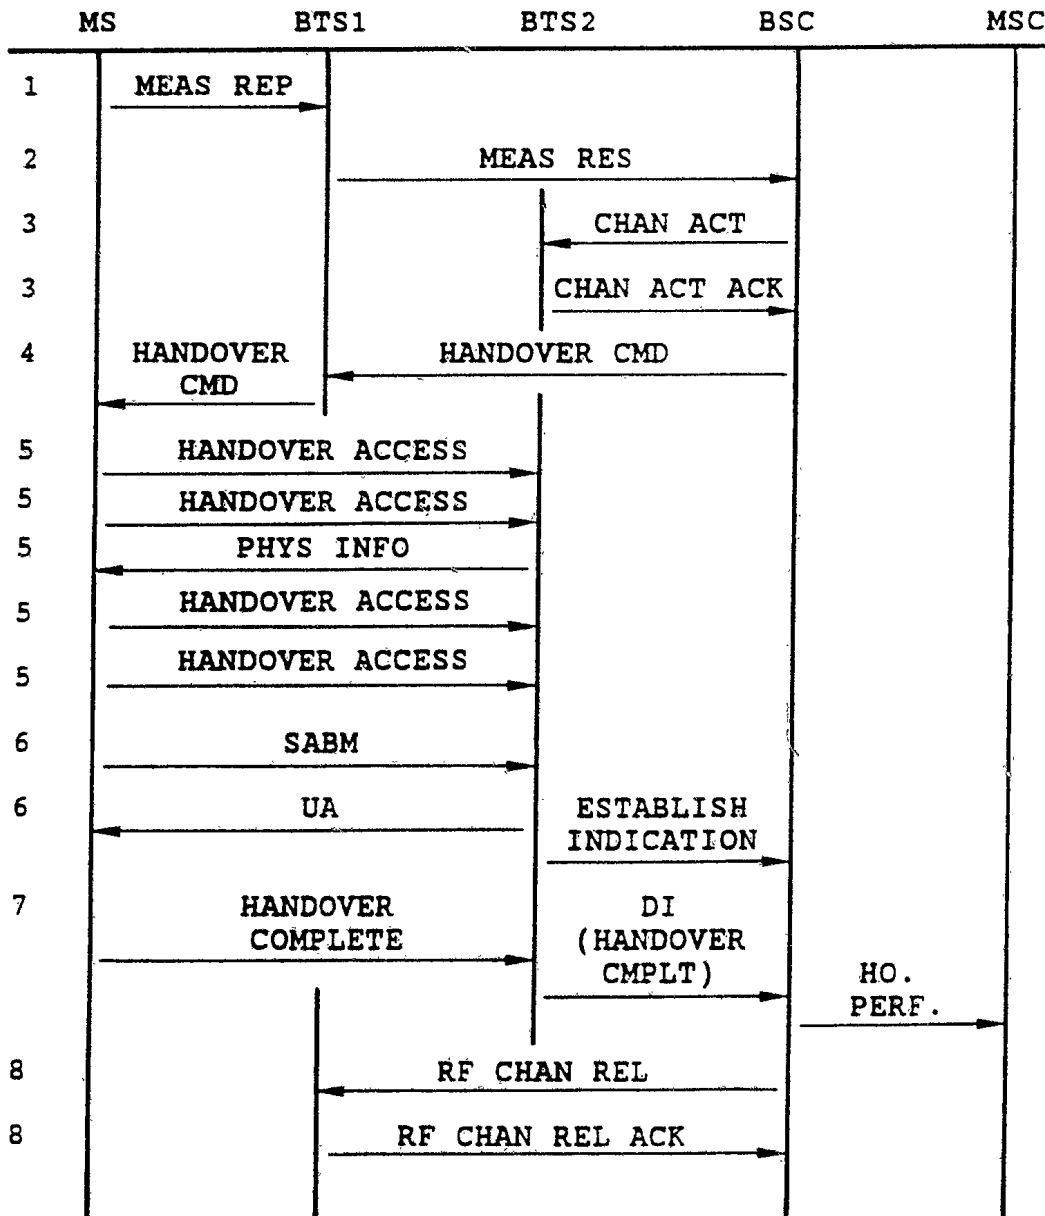 MS BTS1 BTS2 BSC MSC
1 MEAS REP
2 MEAS RES
3 CHAN ACT
3 CHAN ACT ACK
4 HANDOVER HANDOVER CMD
CMD
5 HANDOVER ACCESS
5 HANDOVER ACCESS
5 PHYS INFO
5 HANDOVER ACCESS
5 HANDOVER ACCESS
6 SABM
6 UA ESTABLISH
INDICATION
7 HANDOVER DI
COMPLETE (HANDOVER
CMPLT) HO.
PERF.
8 RF CHAN REL
8 RF CHAN REL ACK